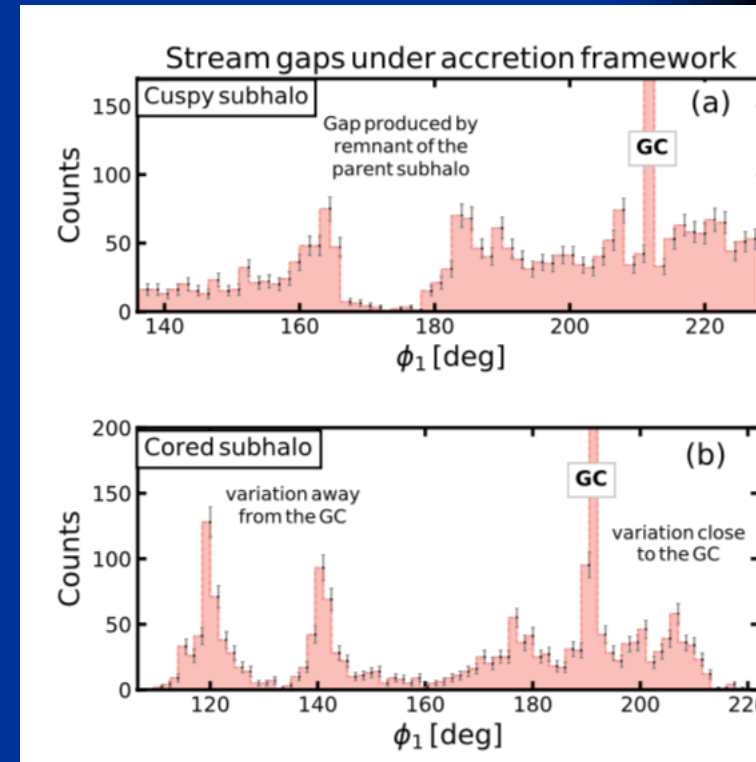 Stream gaps under accretion framework
Cuspy subhalo
(a)
Gap produced by
remnant of the
parent subhalo
GC
Counts
150
100
50
0
140 160 180 200 220
ϕ₁ [deg]
Cored subhalo
(b)
variation away
from the GC
GC
variation close
to the GC
Counts
200
150
100
50
0
120 140 160 180 200
ϕ₁ [deg]